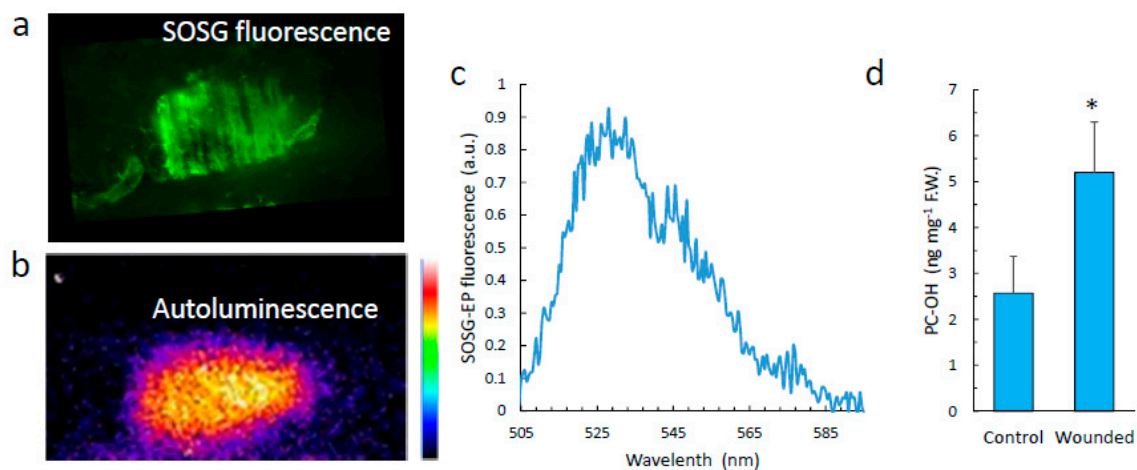 a
SOSG fluorescence
b
Autoluminescence
c
SOSG-EP fluorescence (a.u.)
1
0.9
0.8
0.7
0.6
0.5
0.4
0.3
0.2
0.1
0
505 525 545 565 585
Wavelenth (nm)
d
PC-OH (ng mg⁻¹ F.W.)
7
6
5
4
3
2
1
0
*
Control Wounded